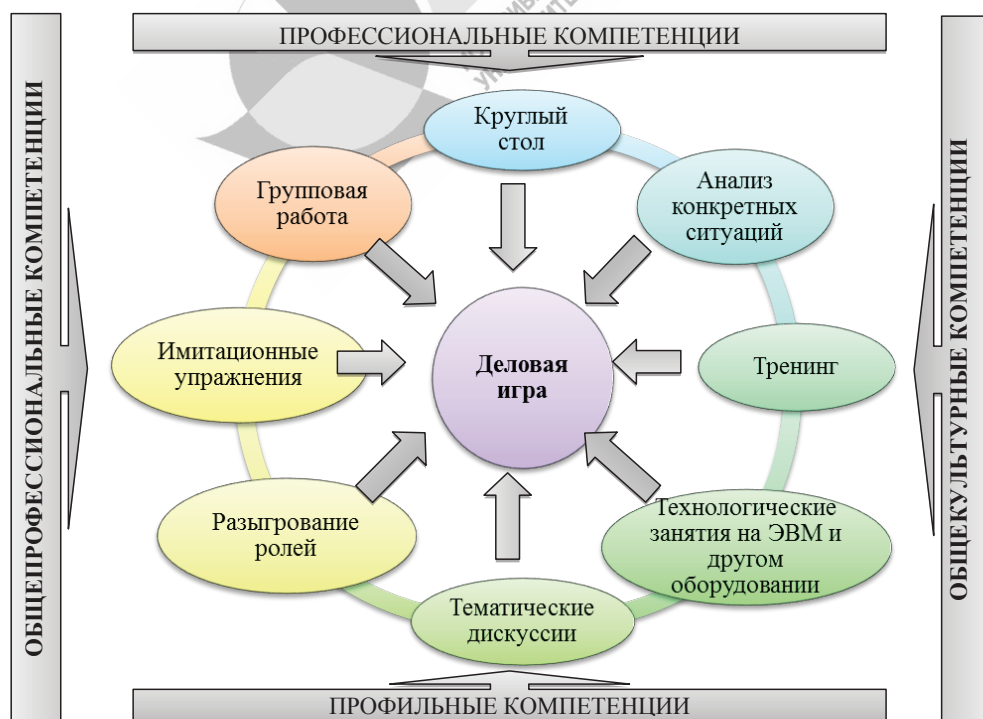 ПРОФЕССИОНАЛЬНЫЕ КОМПЕТЕНЦИИ
ОБЩЕПРОФЕССИОНАЛЬНЫЕ КОМПЕТЕНЦИИ
ОБЩЕКУЛЬТУРНЫЕ КОМПЕТЕНЦИИ
Круглый
стол
Групповая
работа
Анализ
конкретных
ситуаций
Имитационные
упражнения
Деловая
игра
Тренинг
Разыгрование
ролей
Технологические
занятия на ЭВМ и
другом
оборудовании
Тематические
дискуссии
ПРОФИЛЬНЫЕ КОМПЕТЕНЦИИ